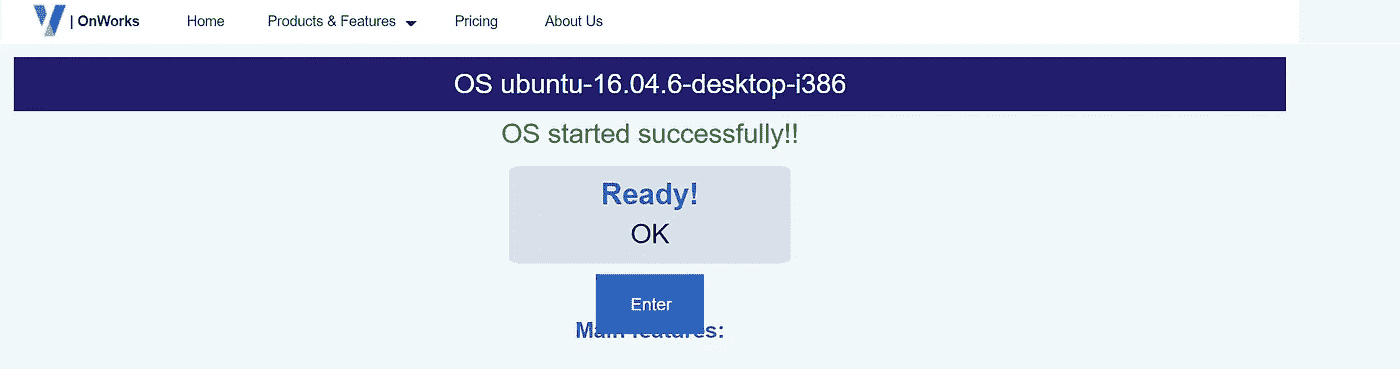 | OnWorks Home Products & Features Pricing About Us
OS ubuntu-16.04.6-desktop-i386
OS started successfully!!
Ready!
OK
Enter
Main features: